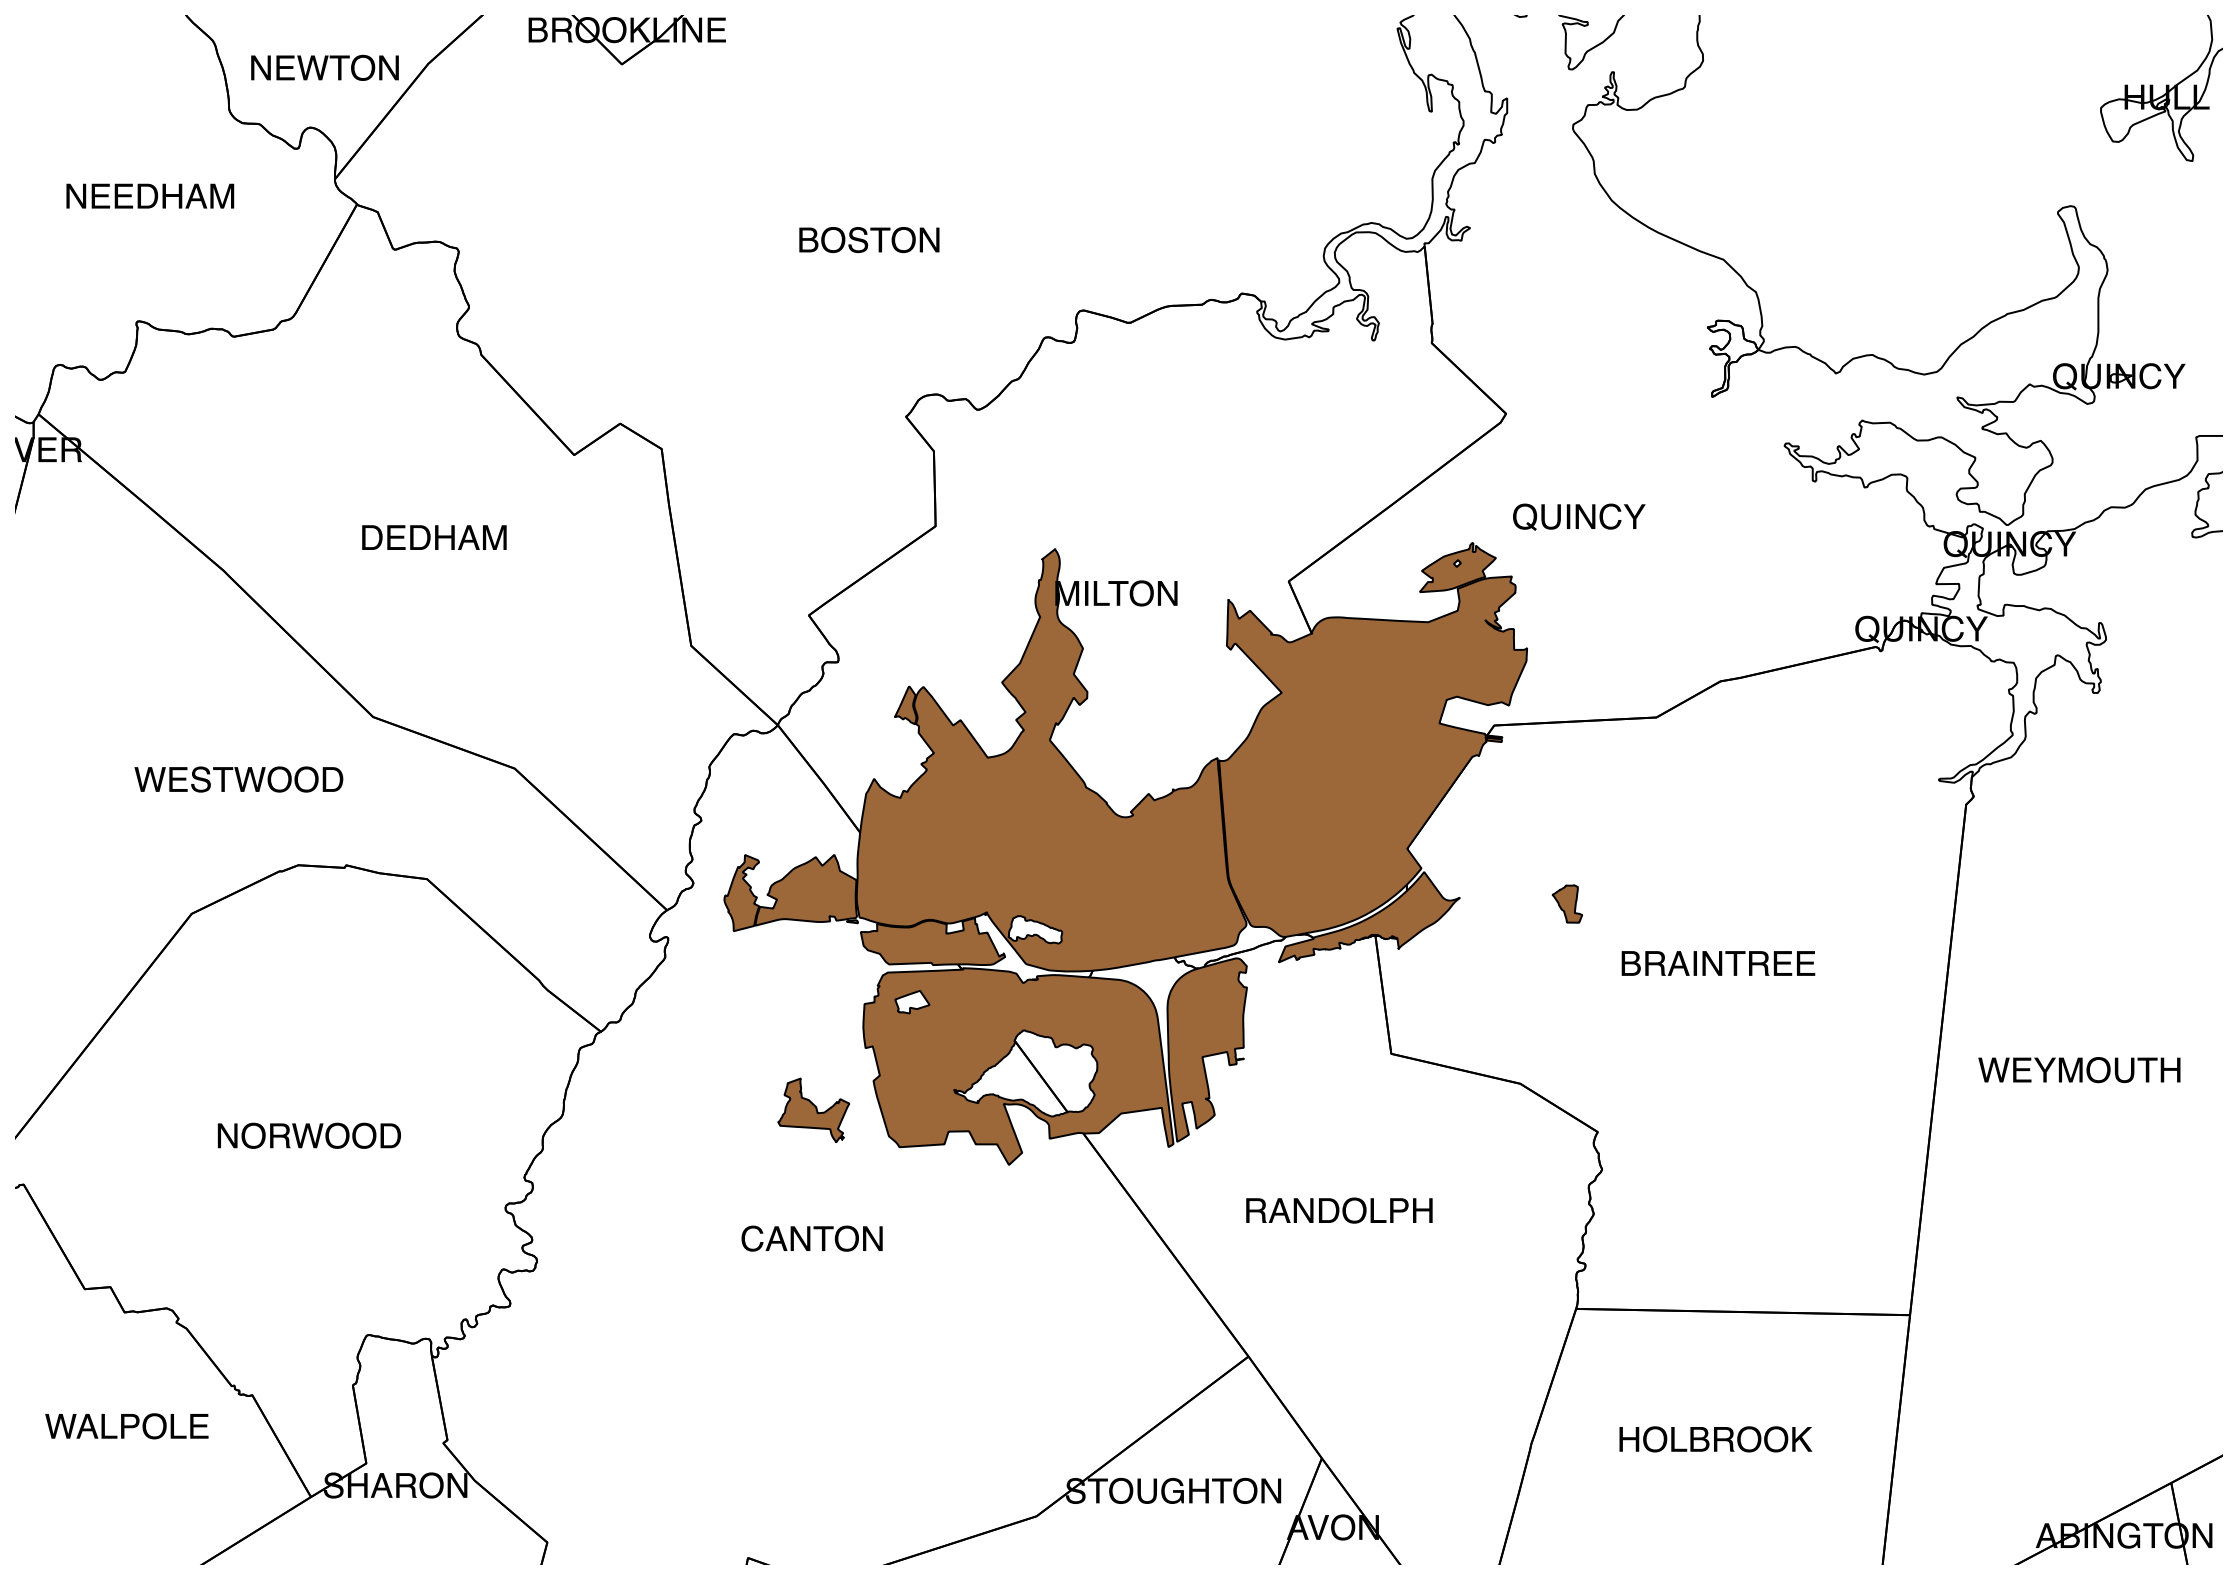 BROOKLINE
NEWTON
HULL
NEEDHAM
BOSTON
QUINCY
VER
QUINCY
DEDHAM
QUINCY
MILTON
QUINCY
WESTWOOD
BRAINTREE
WEYMOUTH
NORWOOD
RANDOLPH
CANTON
WALPOLE
HOLBROOK
SHARON
STOUGHTON
AVON
ABINGTON